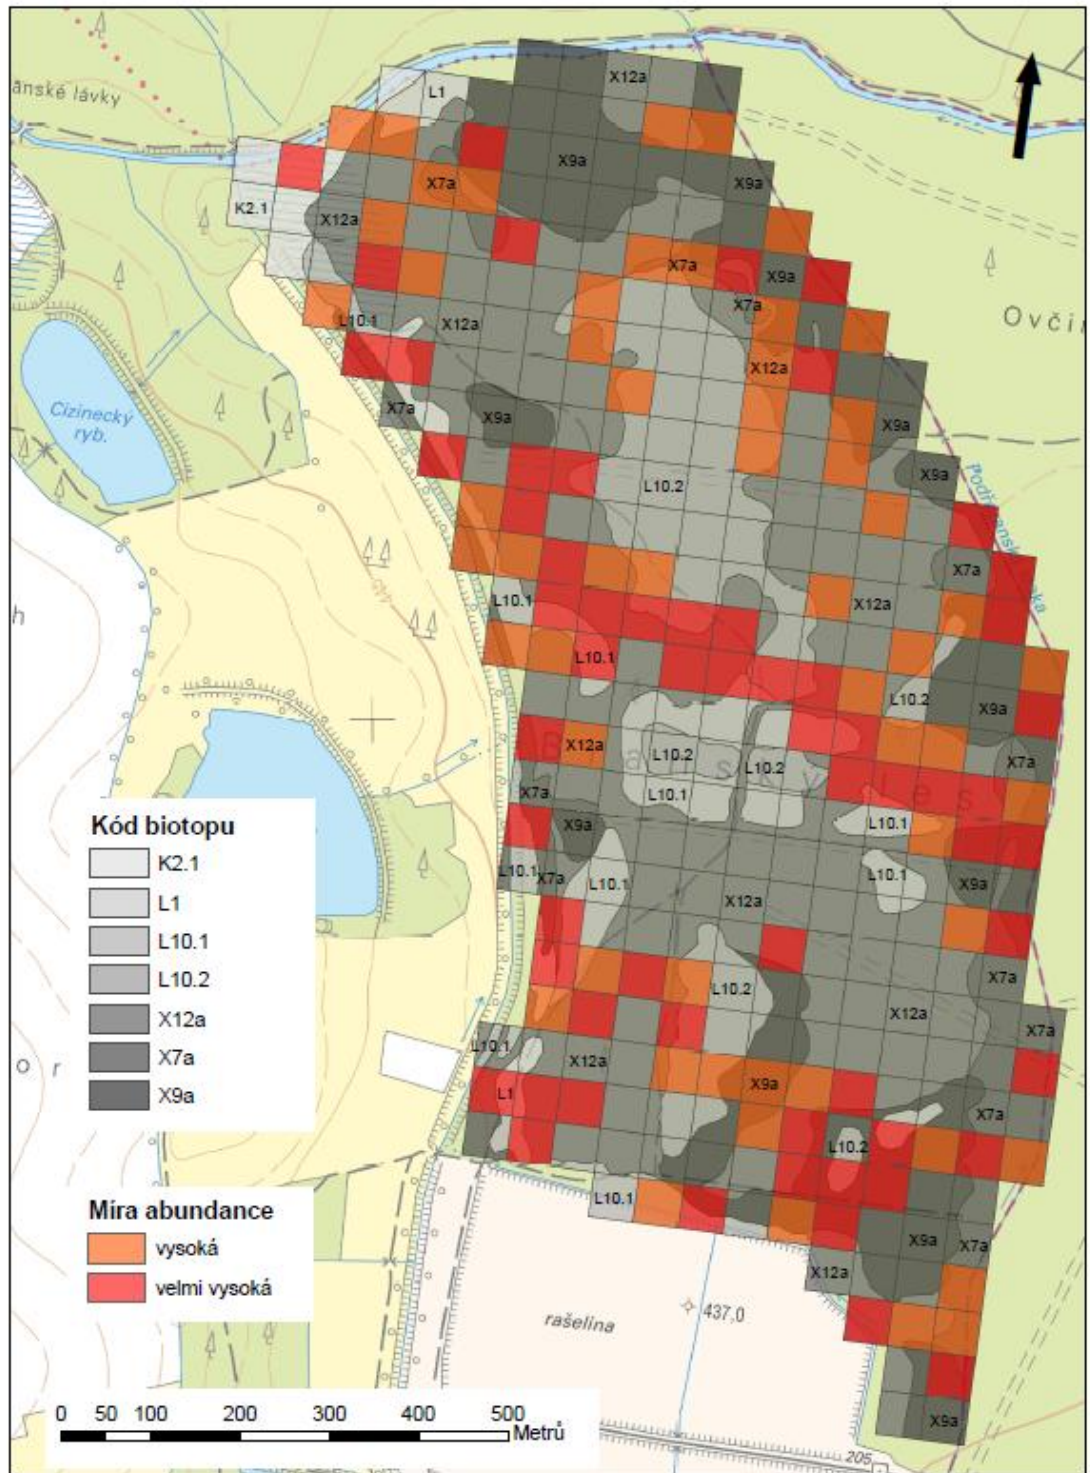 ánské lávky
L1
X12a
X9a
X7a
X9a
K2.1
X12a
X7a
X9a
X7a
L10.1
X12a
Ovčí
X12a
Cizinecký
ryb.
X7a
X9a
X9a
X9a
L10.2
X7a
440
L10.1
X12a
h
L10.1
L10.2
X9a
X12a
L10.2
L10.2
X7a
B a ň s k ý l e s
X7a
L10.1
L10.1
X9a
L10.1
X7a
L10.1
L10.1
X9a
X12a
X7a
L10.2
X12a
X7a
L10.1
X12a
o r
X9a
L1
X7a
L10.2
L10.1
X9a
X7a
X12a
437,0
rašelina
X9a
205
Kód biotopu
K2.1
L1
L10.1
L10.2
X12a
X7a
X9a
Míra abundance
vysoká
velmi vysoká
0 50 100 200 300 400 500
Metrů